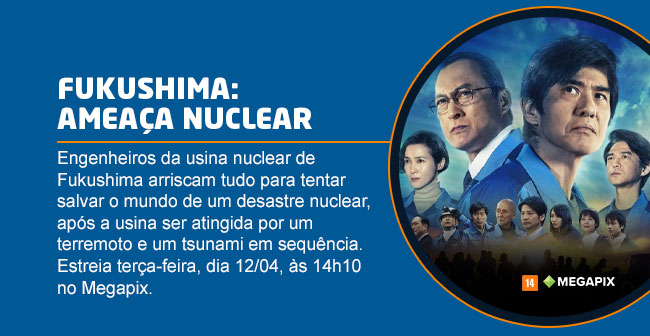 FUKUSHIMA:
AMEAÇA NUCLEAR
Engenheiros da usina nuclear de
Fukushima arriscam tudo para tentar
salvar o mundo de um desastre nuclear,
após a usina ser atingida por um
terremoto e um tsunami em sequência.
Estreia terça-feira, dia 12/04, às 14h10
no Megapix.
14 MEGAPIX